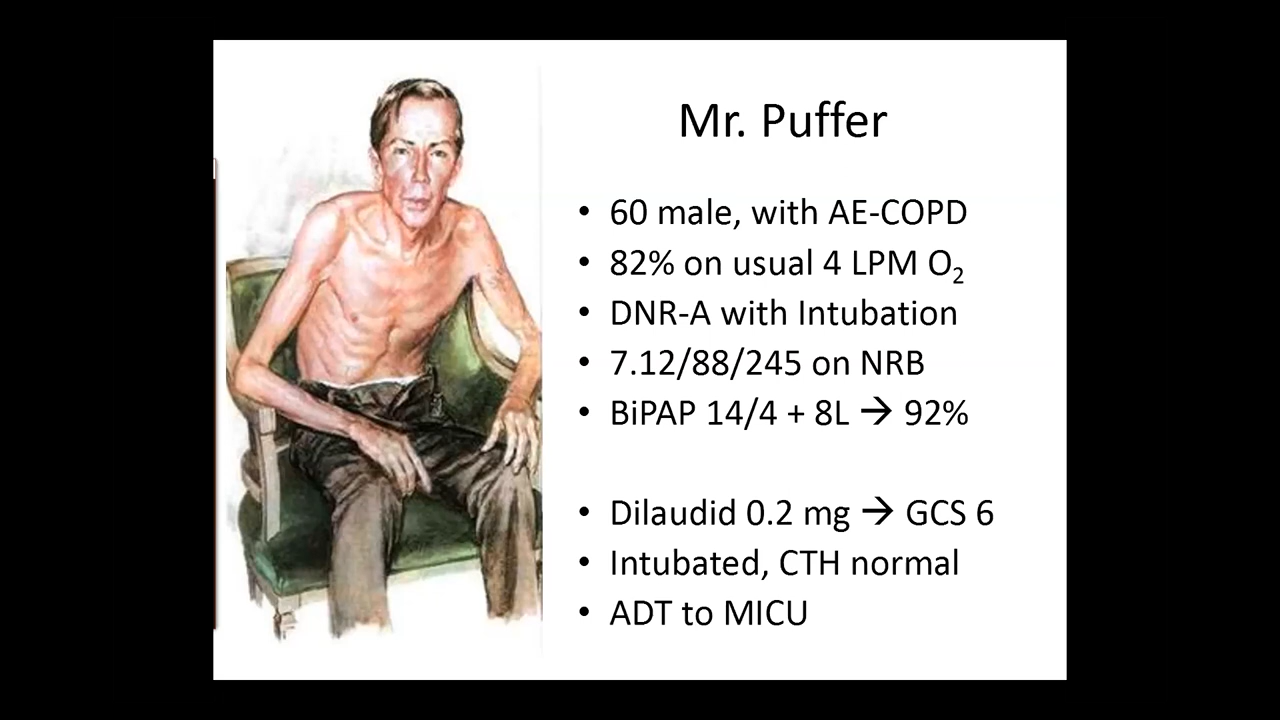 Mr. Puffer
• 60 male, with AE-COPD
• 82% on usual 4 LPM O₂
• DNR-A with Intubation
• 7.12/88/245 on NRB
• BiPAP 14/4 + 8L → 92%
• Dilaudid 0.2 mg → GCS 6
• Intubated, CTH normal
• ADT to MICU